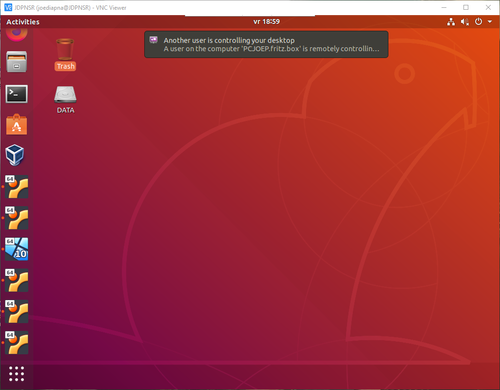 JDPNSR (joediapna@JDPNSR) - VNC Viewer
Activities
vr 18:59
Another user is controlling your desktop
A user on the computer 'PCJOEP.fritz.box' is remotely controllin...
Trash
DATA
64
64
64
10
64
64
64